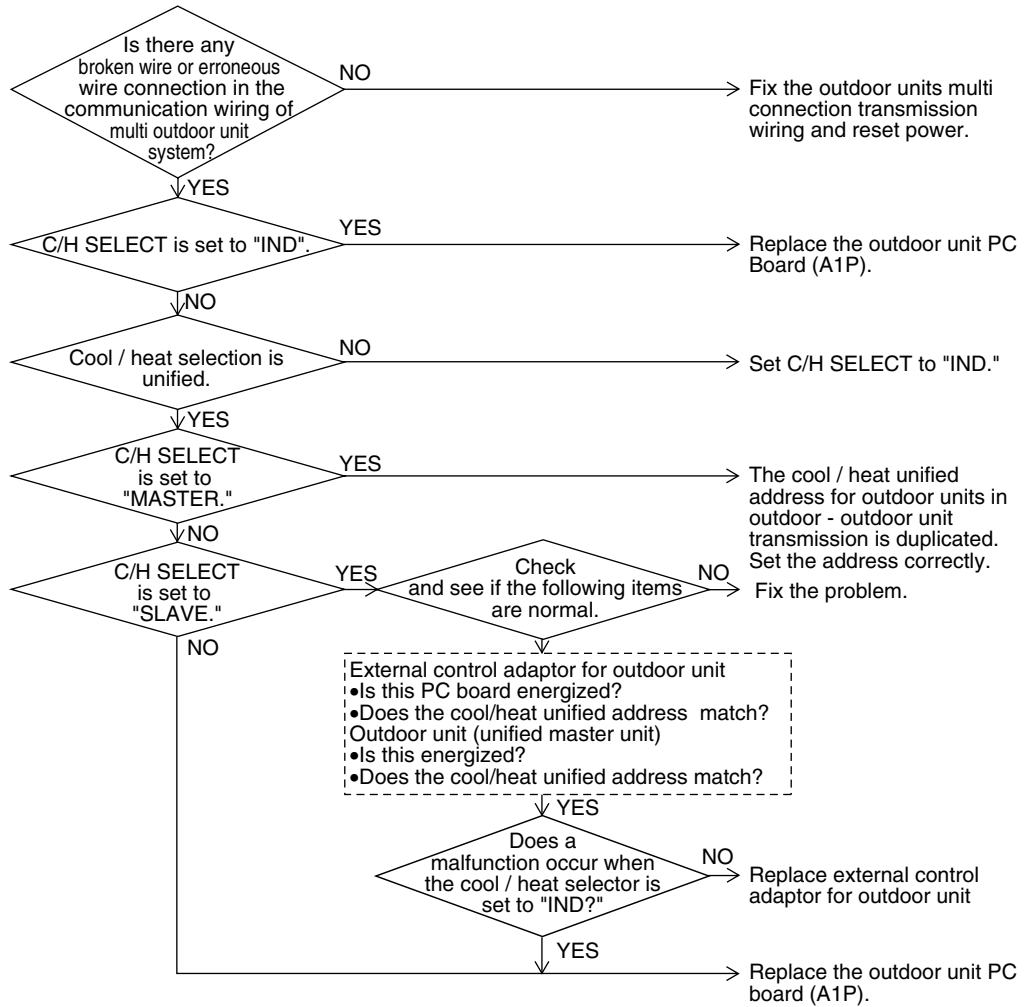 Is there any
broken wire or erroneous
wire connection in the
communication wiring of
multi outdoor unit
system?
NO
Fix the outdoor units multi
connection transmission
wiring and reset power.
YES
C/H SELECT is set to "IND".
YES
Replace the outdoor unit PC
Board (A1P).
NO
Cool / heat selection is
unified.
NO
Set C/H SELECT to "IND."
YES
C/H SELECT
is set to
"MASTER."
YES
The cool / heat unified
address for outdoor units in
outdoor - outdoor unit
transmission is duplicated.
Set the address correctly.
NO
C/H SELECT
is set to
"SLAVE."
YES
Check
and see if the following items
are normal.
NO
Fix the problem.
NO
External control adaptor for outdoor unit
•Is this PC board energized?
•Does the cool/heat unified address match?
Outdoor unit (unified master unit)
•Is this energized?
•Does the cool/heat unified address match?
YES
Does a
malfunction occur when
the cool / heat selector is
set to "IND?"
NO
Replace external control
adaptor for outdoor unit
YES
Replace the outdoor unit PC
board (A1P).